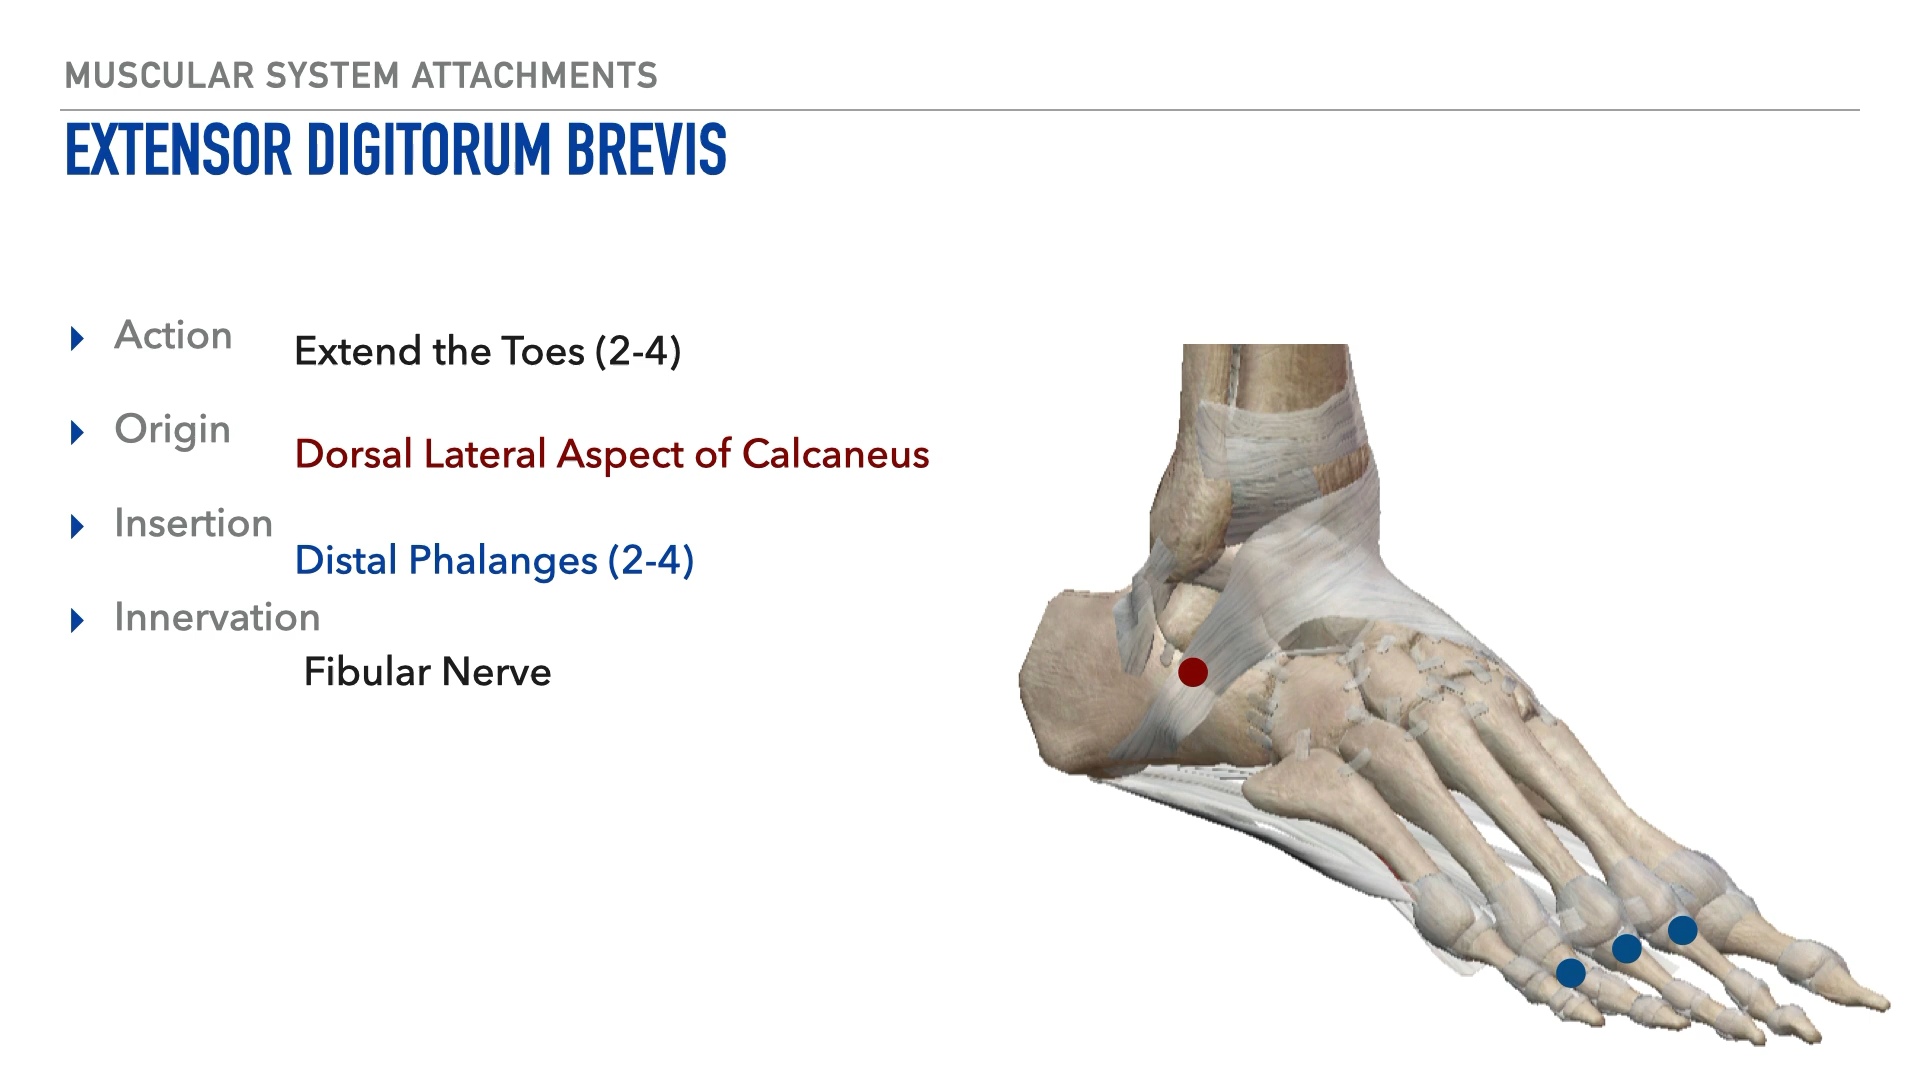 MUSCULAR SYSTEM ATTACHMENTS
EXTENSOR DIGITORUM BREVIS
Action
Extend the Toes (2-4)
Origin
Dorsal Lateral Aspect of Calcaneus
Insertion
Distal Phalanges (2-4)
Innervation
Fibular Nerve